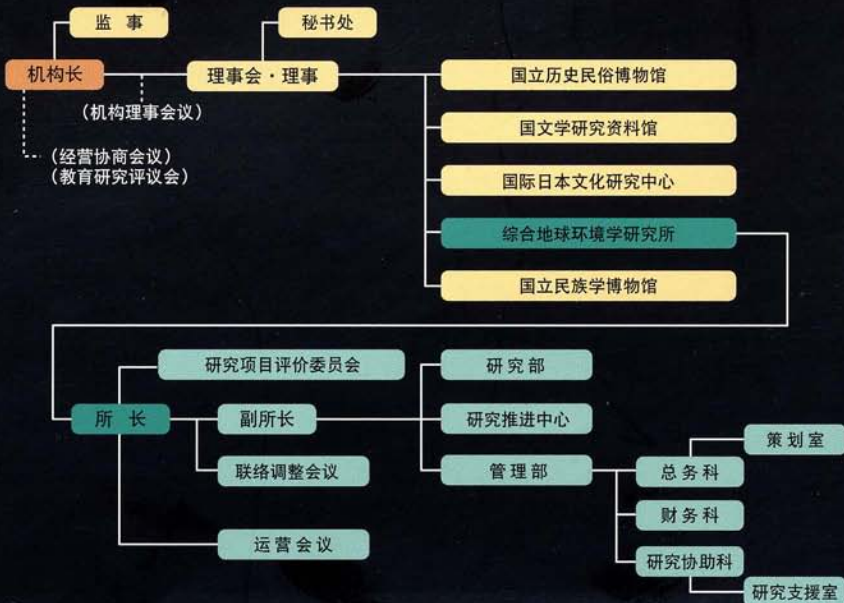 监 事
秘书处
机构长
理事会·理事
国立历史民俗博物馆
(机构理事会议)
国文学研究资料馆
(经营协商会议)
(教育研究评议会)
国际日本文化研究中心
综合地球环境学研究所
国立民族学博物馆
研究项目评价委员会
研 究 部
所 长
副所长
研究推进中心
策 划 室
联络调整会议
管 理 部
总 务 科
财 务 科
运 营 会 议
研究协助科
研究支援室